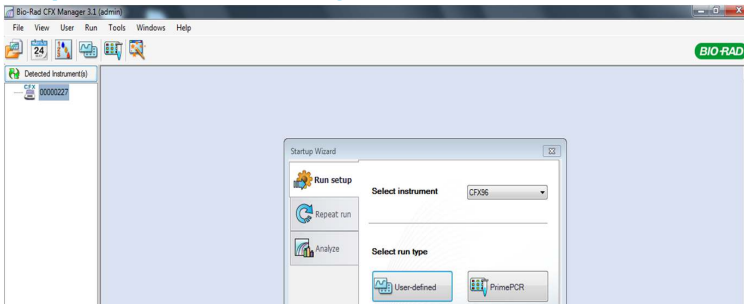 Bio-Rad CFX Manager 3.1 (admin)
File View User Run Tools Windows Help
24
BIO-RAD
Detected Instrument(s)
CFX
00000227
Startup Wizard
Run setup
Select instrument CFX96
Repeat run
Analyze
Select run type
User-defined PrimePCR